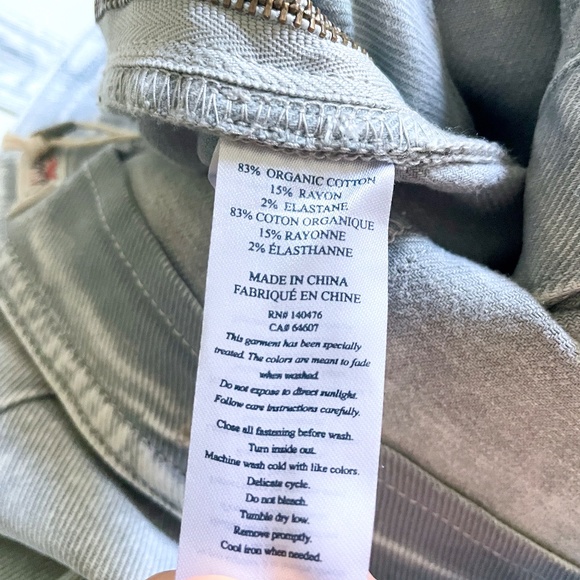 83% ORGANIC COTTON
15% RAYON
2% ELASTANE
83% COTON ORGANIQUE
15% RAYONNE
2% ÉLASTHANNE
MADE IN CHINA
FABRIQUÉ EN CHINE
RN# 140476
CA# 64607
This garment has been specially
treated. The colors are meant to fade
when washed.
Do not expose to direct sunlight.
Follow care instructions carefully.
Close all fastening before wash.
Turn inside out.
Machine wash cold with like colors.
Delicate cycle.
Do not bleach.
Tumble dry low.
Remove promptly.
Cool iron when needed.